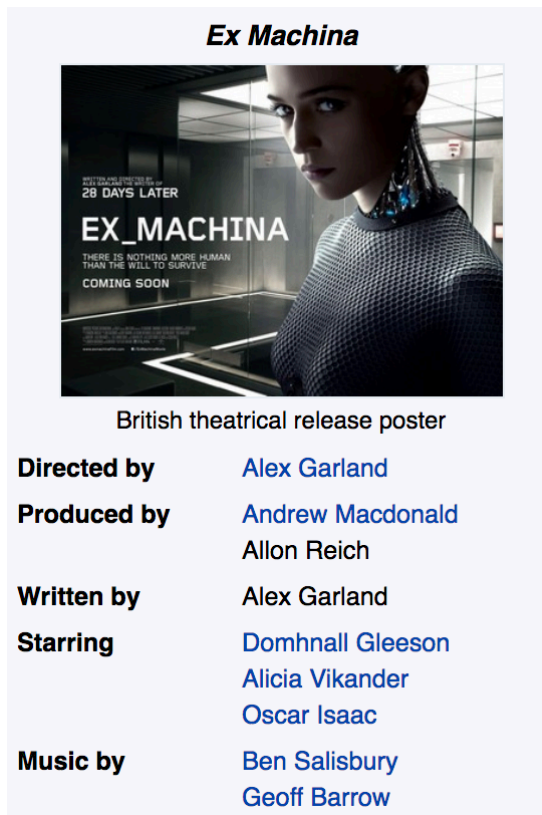 Ex Machina
WRITTEN AND DIRECTED BY
ALEX GARLAND THE WRITER OF
28 DAYS LATER
EX_MACHINA
THERE IS NOTHING MORE HUMAN
THAN THE WILL TO SURVIVE
COMING SOON
British theatrical release poster
Directed by Alex Garland
Produced by Andrew Macdonald
Allon Reich
Written by Alex Garland
Starring Domhnall Gleeson
Alicia Vikander
Oscar Isaac
Music by Ben Salisbury
Geoff Barrow